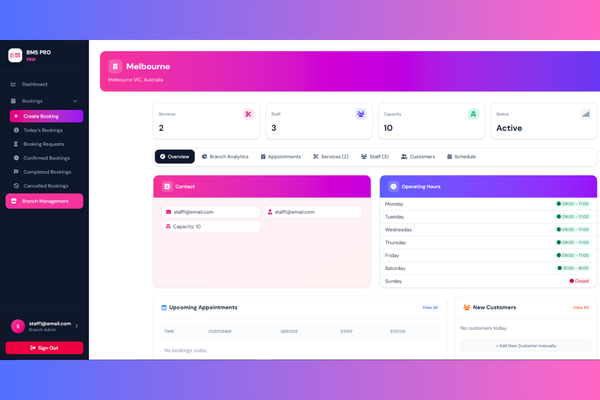 BMS PRO
PINK
Dashboard
Bookings
Create Booking
Today's Bookings
Booking Requests
Confirmed Bookings
Completed Bookings
Cancelled Bookings
Branch Management
S
staff1@email.com
Branch Admin
Sign Out
Melbourne
Melbourne VIC, Australia
Services
2
Staff
3
Capacity
10
Status
Active
Overview
Branch Analytics
Appointments
Services (2)
Staff (3)
Customers
Schedule
Contact
staff1@email.com
staff1@email.com
Capacity: 10
Operating Hours
Monday 09:00 - 17:00
Tuesday 09:00 - 17:00
Wednesday 09:00 - 17:00
Thursday 09:00 - 17:00
Friday 09:00 - 17:00
Saturday 10:00 - 16:00
Sunday Closed
Upcoming Appointments View All
TIME CUSTOMER SERVICE STAFF STATUS
No bookings today.
New Customers View All
No customers today.
+ Add New Customer manually